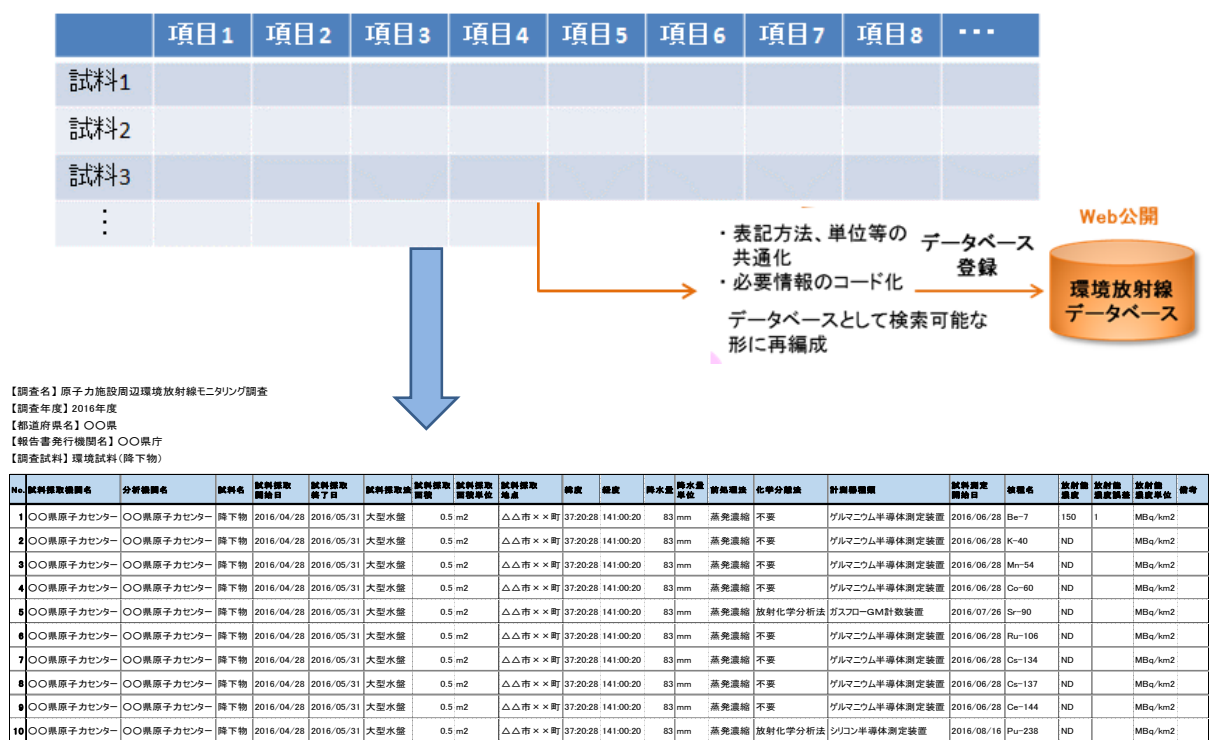 項目1 項目2 項目3 項目4 項目5 項目6 項目7 項目8 ･･･
試料1
試料2
試料3
⋮
・表記方法、単位等の
共通化
・必要情報のコード化
データベースとして検索可能な
形に再編成
データベース
登録
Web公開
環境放射線
データベース
【調査名】原子力施設周辺環境放射線モニタリング調査
【調査年度】2016年度
【都道府県名】〇〇県
【報告書発行機関名】〇〇県庁
【調査試料】環境試料(降下物)
No. 試料採取機関名 分析機関名 試料名 試料採取開始日 試料採取終了日 試料採取法 試料採取面積 試料採取面積単位 試料採取地点 緯度 経度 降水量 降水量単位 前処理法 化学分離法 計測器種類 試料測定開始日 核種名 放射能濃度 放射能濃度誤差 放射能濃度単位 備考
1 〇〇県原子力センター 〇〇県原子力センター 降下物 2016/04/28 2016/05/31 大型水盤 0.5 m2 △△市××町 37:20:28 141:00:20 83 mm 蒸発濃縮 不要 ゲルマニウム半導体測定装置 2016/06/28 Be-7 150 1 MBq/km2
2 〇〇県原子力センター 〇〇県原子力センター 降下物 2016/04/28 2016/05/31 大型水盤 0.5 m2 △△市××町 37:20:28 141:00:20 83 mm 蒸発濃縮 不要 ゲルマニウム半導体測定装置 2016/06/28 K-40 ND MBq/km2
3 〇〇県原子力センター 〇〇県原子力センター 降下物 2016/04/28 2016/05/31 大型水盤 0.5 m2 △△市××町 37:20:28 141:00:20 83 mm 蒸発濃縮 不要 ゲルマニウム半導体測定装置 2016/06/28 Mn-54 ND MBq/km2
4 〇〇県原子力センター 〇〇県原子力センター 降下物 2016/04/28 2016/05/31 大型水盤 0.5 m2 △△市××町 37:20:28 141:00:20 83 mm 蒸発濃縮 不要 ゲルマニウム半導体測定装置 2016/06/28 Co-60 ND MBq/km2
5 〇〇県原子力センター 〇〇県原子力センター 降下物 2016/04/28 2016/05/31 大型水盤 0.5 m2 △△市××町 37:20:28 141:00:20 83 mm 蒸発濃縮 放射化学分析法 ガスフローGM計数装置 2016/07/26 Sr-90 ND MBq/km2
6 〇〇県原子力センター 〇〇県原子力センター 降下物 2016/04/28 2016/05/31 大型水盤 0.5 m2 △△市××町 37:20:28 141:00:20 83 mm 蒸発濃縮 不要 ゲルマニウム半導体測定装置 2016/06/28 Ru-106 ND MBq/km2
7 〇〇県原子力センター 〇〇県原子力センター 降下物 2016/04/28 2016/05/31 大型水盤 0.5 m2 △△市××町 37:20:28 141:00:20 83 mm 蒸発濃縮 不要 ゲルマニウム半導体測定装置 2016/06/28 Cs-134 ND MBq/km2
8 〇〇県原子力センター 〇〇県原子力センター 降下物 2016/04/28 2016/05/31 大型水盤 0.5 m2 △△市××町 37:20:28 141:00:20 83 mm 蒸発濃縮 不要 ゲルマニウム半導体測定装置 2016/06/28 Cs-137 ND MBq/km2
9 〇〇県原子力センター 〇〇県原子力センター 降下物 2016/04/28 2016/05/31 大型水盤 0.5 m2 △△市××町 37:20:28 141:00:20 83 mm 蒸発濃縮 不要 ゲルマニウム半導体測定装置 2016/06/28 Ce-144 ND MBq/km2
10 〇〇県原子力センター 〇〇県原子力センター 降下物 2016/04/28 2016/05/31 大型水盤 0.5 m2 △△市××町 37:20:28 141:00:20 83 mm 蒸発濃縮 放射化学分析法 シリコン半導体測定装置 2016/08/16 Pu-238 ND MBq/km2